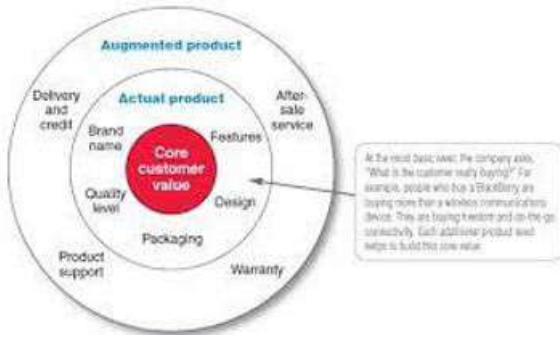 Augmented product
Delivery
and
credit
Actual product
After-
sale
service
Brand
name
Features
Core
customer
value
Quality
level
Design
Packaging
Product
support
Warranty
At the most basic level, the company asks,
"What is the customer really buying?" For
example, people who buy a BlackBerry are
buying more than a wireless communications
device. They are buying freedom and on-the-go
connectivity. Each additional product level
helps to build this core value.